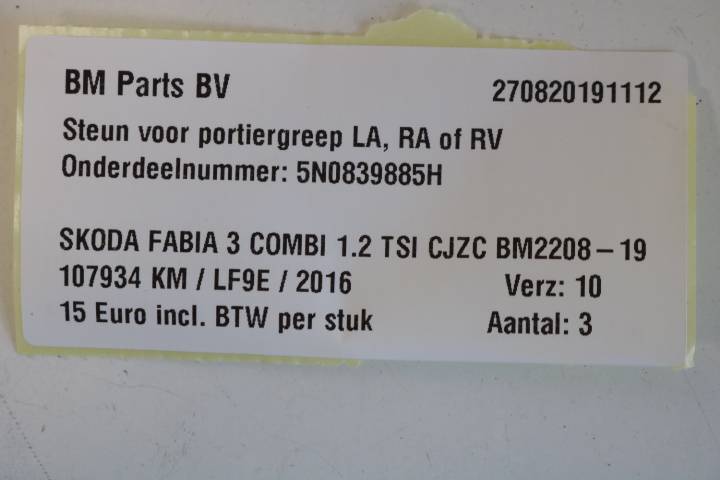 BM Parts BV 270820191112
Steun voor portiergreep LA, RA of RV
Onderdeelnummer: 5N0839885H
SKODA FABIA 3 COMBI 1.2 TSI CJZC BM2208-19
107934 KM / LF9E / 2016 Verz: 10
15 Euro incl. BTW per stuk Aantal: 3